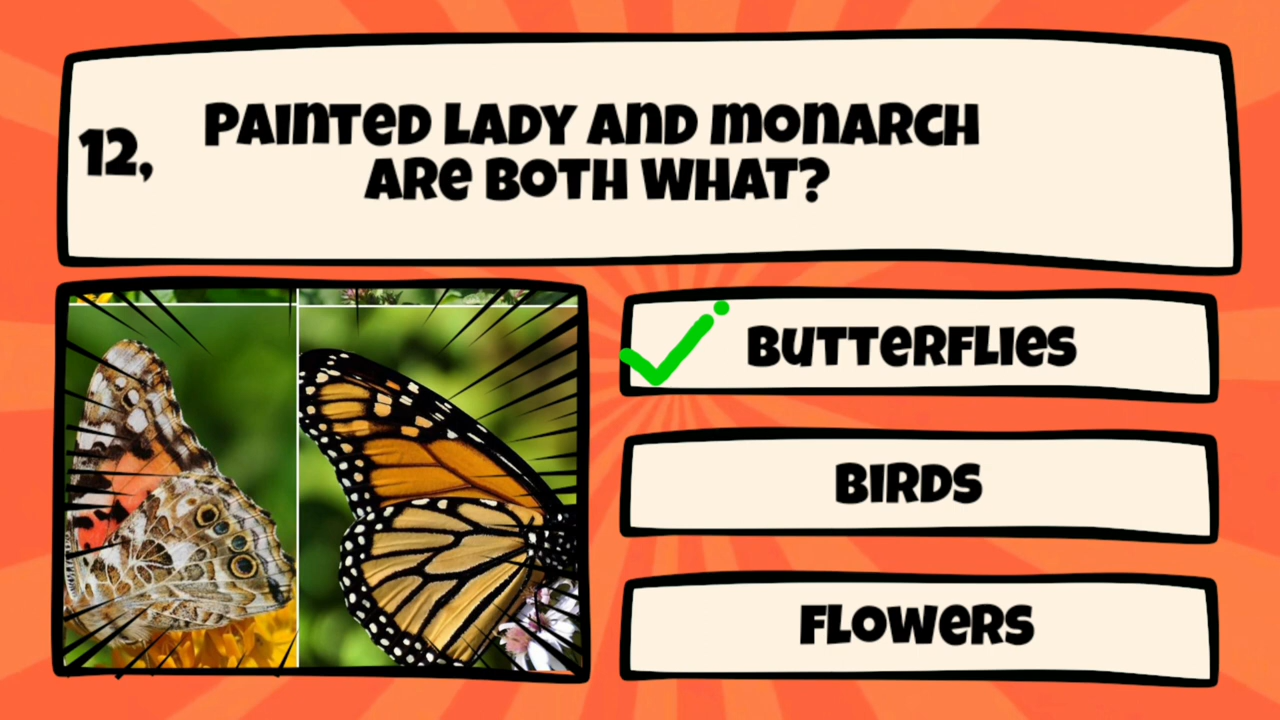 12,
PAINTED LADY AND MONARCH
ARE BOTH WHAT?
BUTTERFLIES
BIRDS
FLOWERS